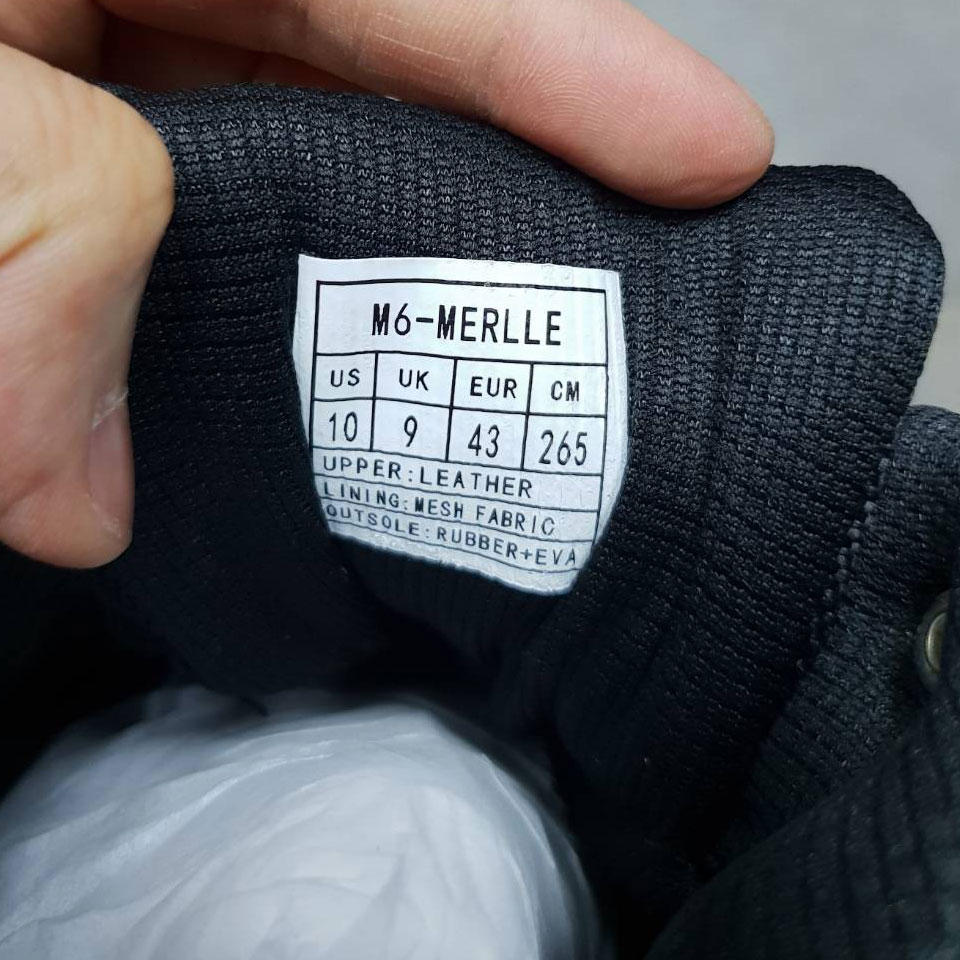 M6-MERLLE
US UK EUR CM
10 9 43 265
UPPER:LEATHER
LINING:MESH FABRIC
OUTSOLE:RUBBER+EVA